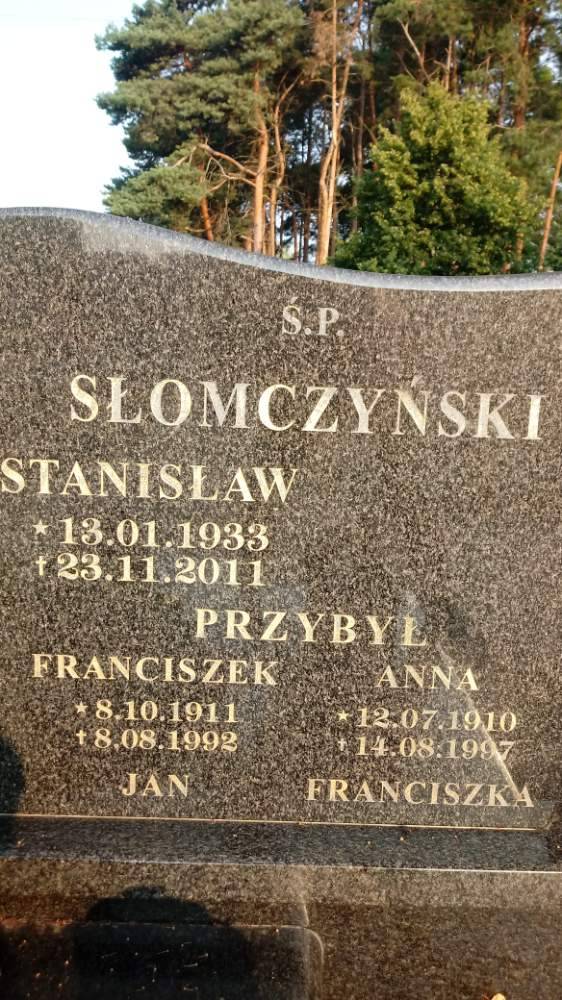 Ś.P.
SŁOMCZYŃSKI
STANISŁAW
★ 13.01.1933
† 23.11.2011
PRZYBYŁ
FRANCISZEK ANNA
★ 8.10.1911 ★ 12.07.1910
† 8.08.1992 † 14.08.1997
JAN FRANCISZKA